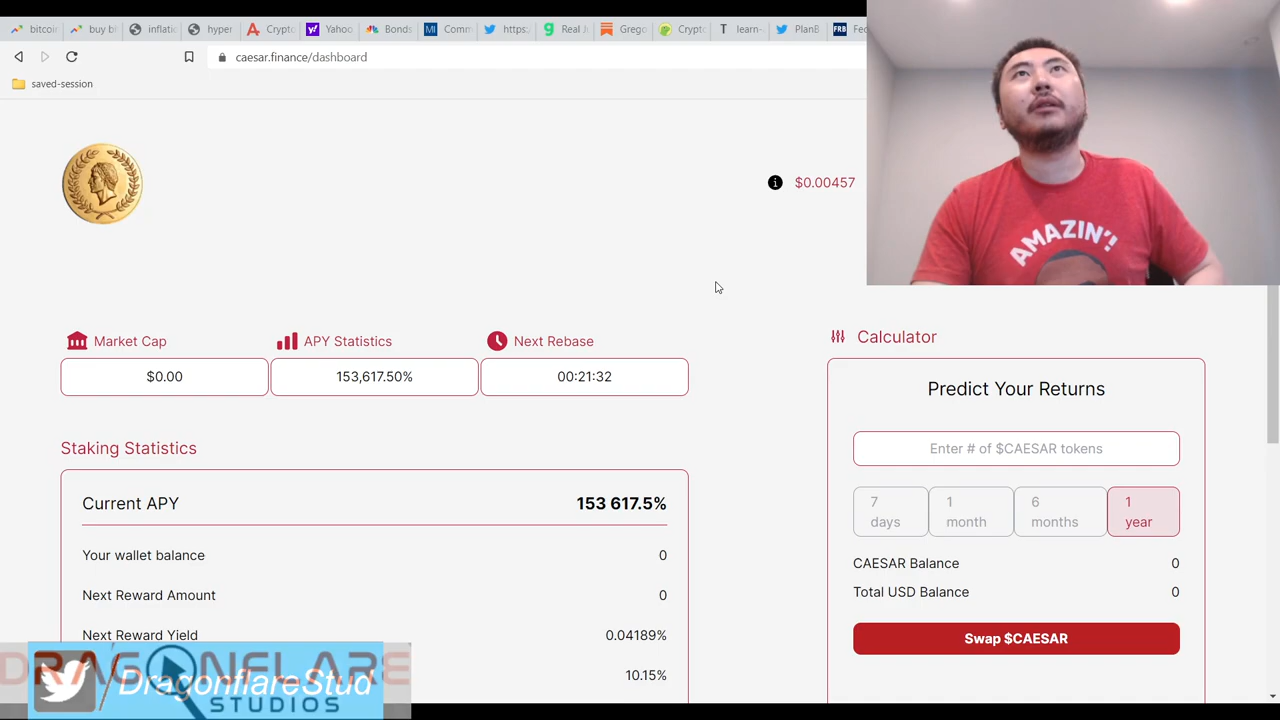 bitcoi
buy b
inflati
hyper
Crypto
Yahoo
Bonds
Comm
https:
Real J
Grego
Crypto
learn-
PlanB
Fed
caesar.finance/dashboard
saved-session
$0.00457
AMAZIN'!
Market Cap
APY Statistics
Next Rebase
Calculator
$0.00
153,617.50%
00:21:32
Predict Your Returns
Enter # of $CAESAR tokens
Staking Statistics
Current APY
153 617.5%
7
days
1
month
6
months
1
year
Your wallet balance
0
CAESAR Balance
0
Next Reward Amount
0
Total USD Balance
0
Next Reward Yield
0.04189%
Swap $CAESAR
10.15%
DRAGONFLARE
/DragonflareStud
STUDIOS